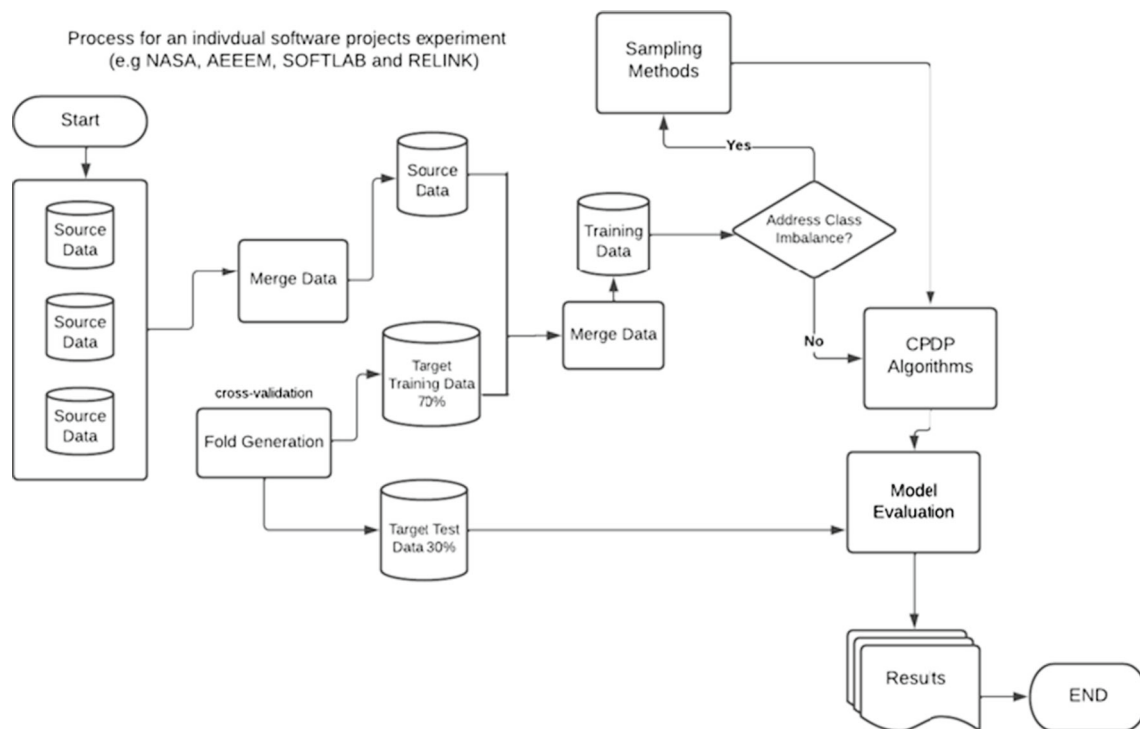 Process for an indivdual software projects experiment
(e.g NASA, AEEEM, SOFTLAB and RELINK)
Start
Source
Data
Source
Data
Source
Data
Merge Data
Source
Data
cross-validation
Fold Generation
Target
Training Data
70%
Target Test
Data 30%
Merge Data
Training
Data
Address Class
Imbalance?
Yes
No
Sampling
Methods
CPDP
Algorithms
Model
Evaluation
Results
END